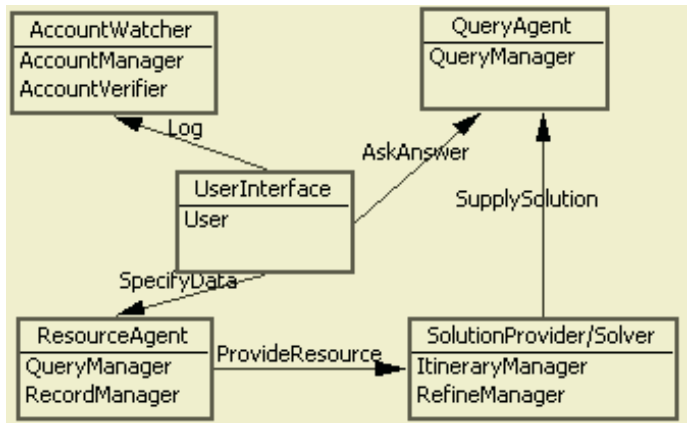 AccountWatcher
AccountManager
AccountVerifier
QueryAgent
QueryManager
Log
AskAnswer
UserInterface
User
SupplySolution
SpecifyData
ResourceAgent
QueryManager
RecordManager
ProvideResource
SolutionProvider/Solver
ItineraryManager
RefineManager